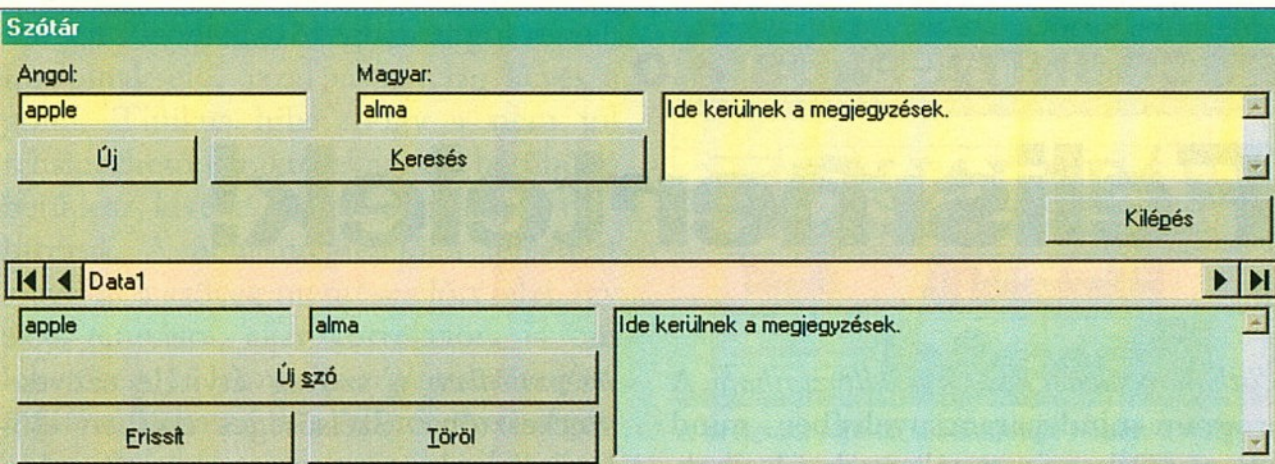 Szótár
Angol:
Magyar:
apple
alma
Ide kerülnek a megjegyzések.
Új
Keresés
Kilépés
Data1
apple
alma
Ide kerülnek a megjegyzések.
Új szó
Frissít
Töröl